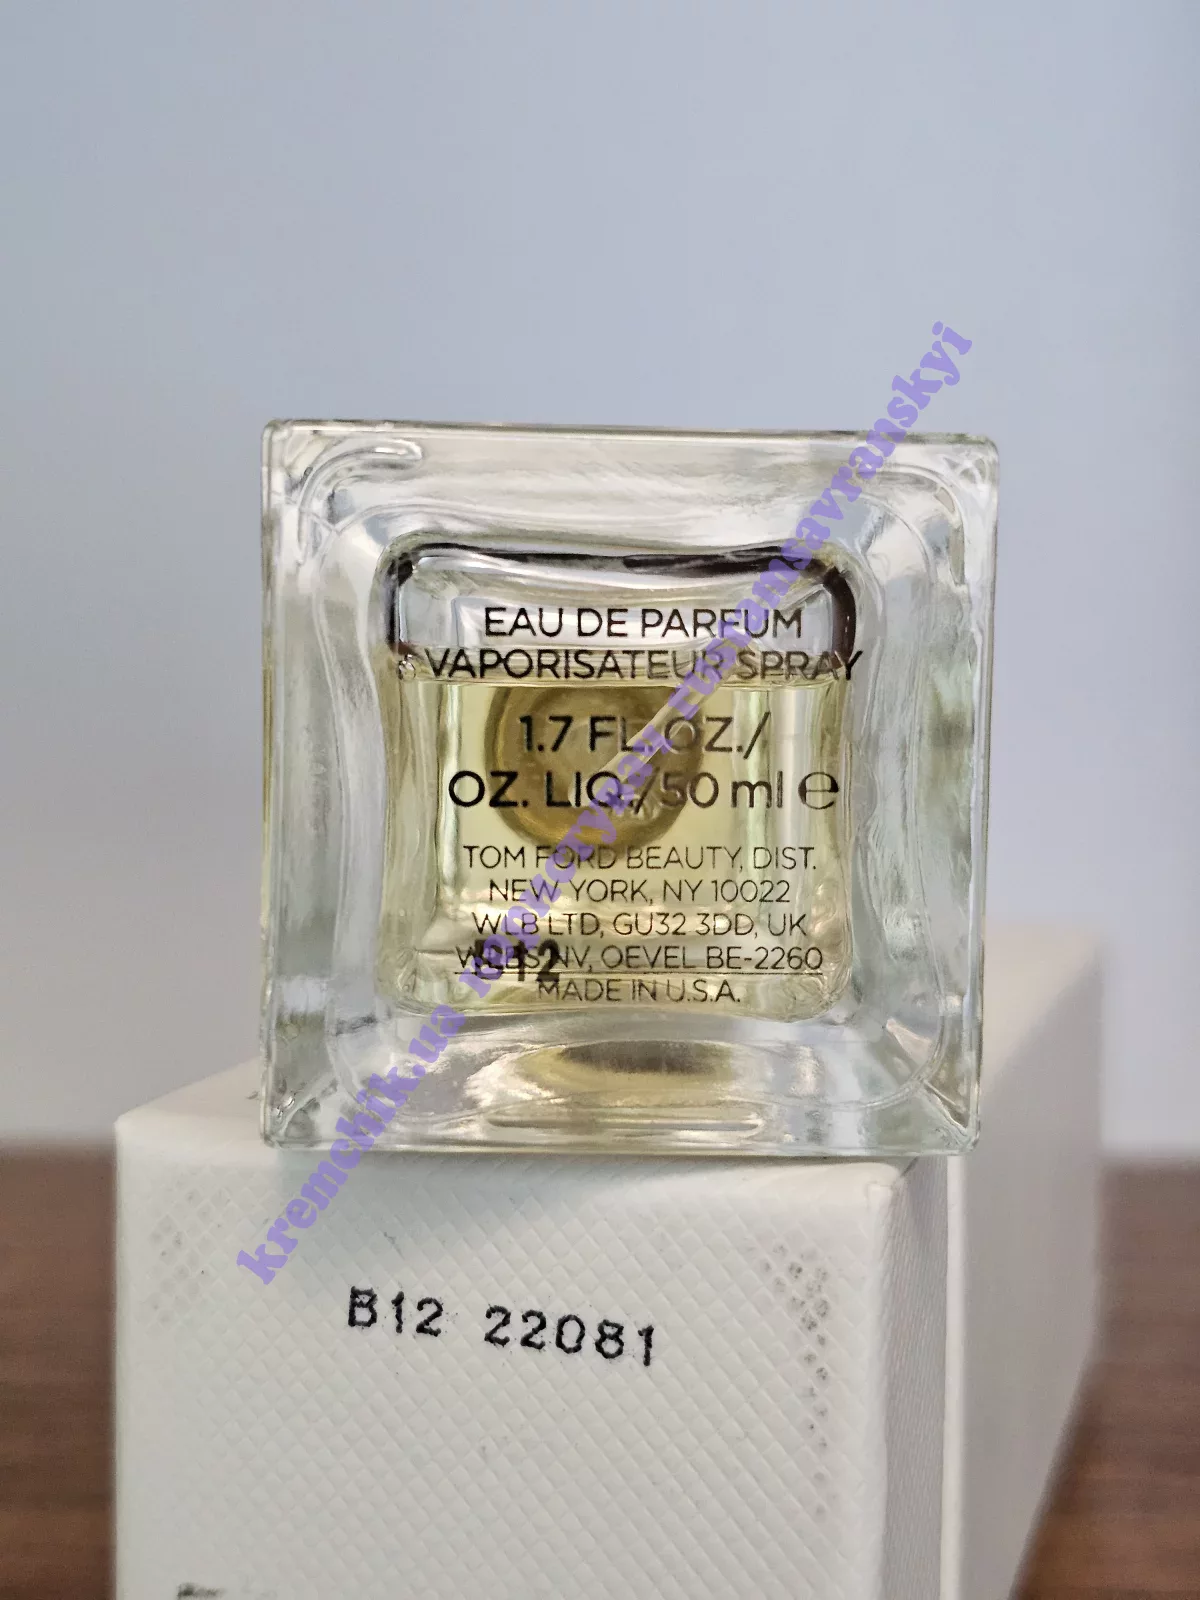 EAU DE PARFUM
VAPORISATEUR SPRAY
1.7 FL. OZ./
OZ. LIQ./50 ml ℮
TOM FORD BEAUTY, DIST.
NEW YORK, NY 10022
WLB LTD, GU32 3DD, UK
NV, OEVEL BE-2260
MADE IN U.S.A.
B12
B12 22081
kremchik.ua